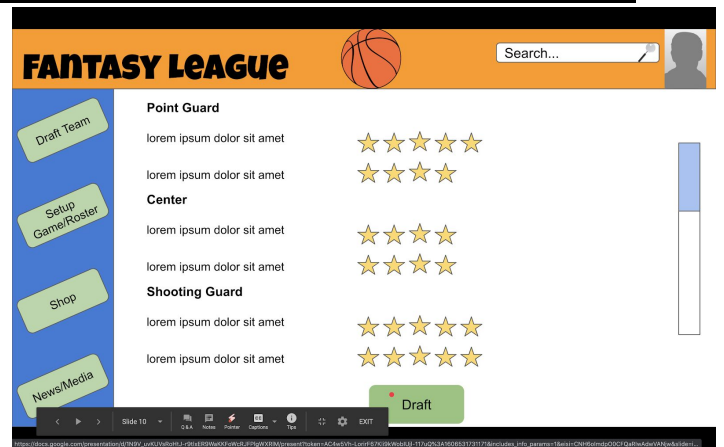 FANTASY LEAGUE
Search...
Draft Team
Setup
Game/Roster
Shop
News/Media
Point Guard
lorem ipsum dolor sit amet
lorem ipsum dolor sit amet
Center
lorem ipsum dolor sit amet
lorem ipsum dolor sit amet
Shooting Guard
lorem ipsum dolor sit amet
lorem ipsum dolor sit amet
Draft
Slide 10
Q&A
Notes
Pointer
Captions
Tips
EXIT